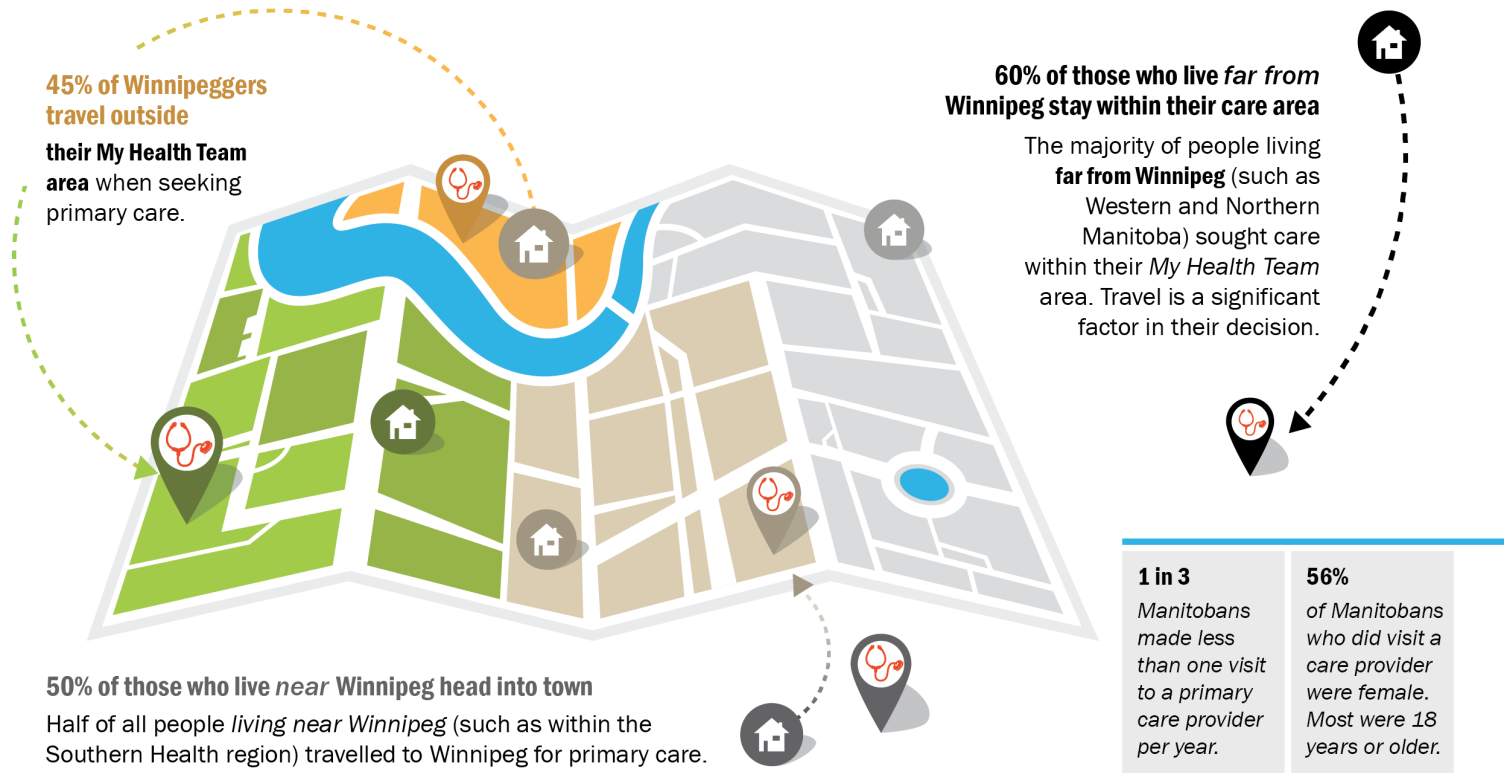 45% of Winnipeggers
travel outside
their My Health Team
area when seeking
primary care.
60% of those who live far from
Winnipeg stay within their care area
The majority of people living
far from Winnipeg (such as
Western and Northern
Manitoba) sought care
within their My Health Team
area. Travel is a significant
factor in their decision.
50% of those who live near Winnipeg head into town
Half of all people living near Winnipeg (such as within the
Southern Health region) travelled to Winnipeg for primary care.
1 in 3
Manitobans
made less
than one visit
to a primary
care provider
per year.
56%
of Manitobans
who did visit a
care provider
were female.
Most were 18
years or older.